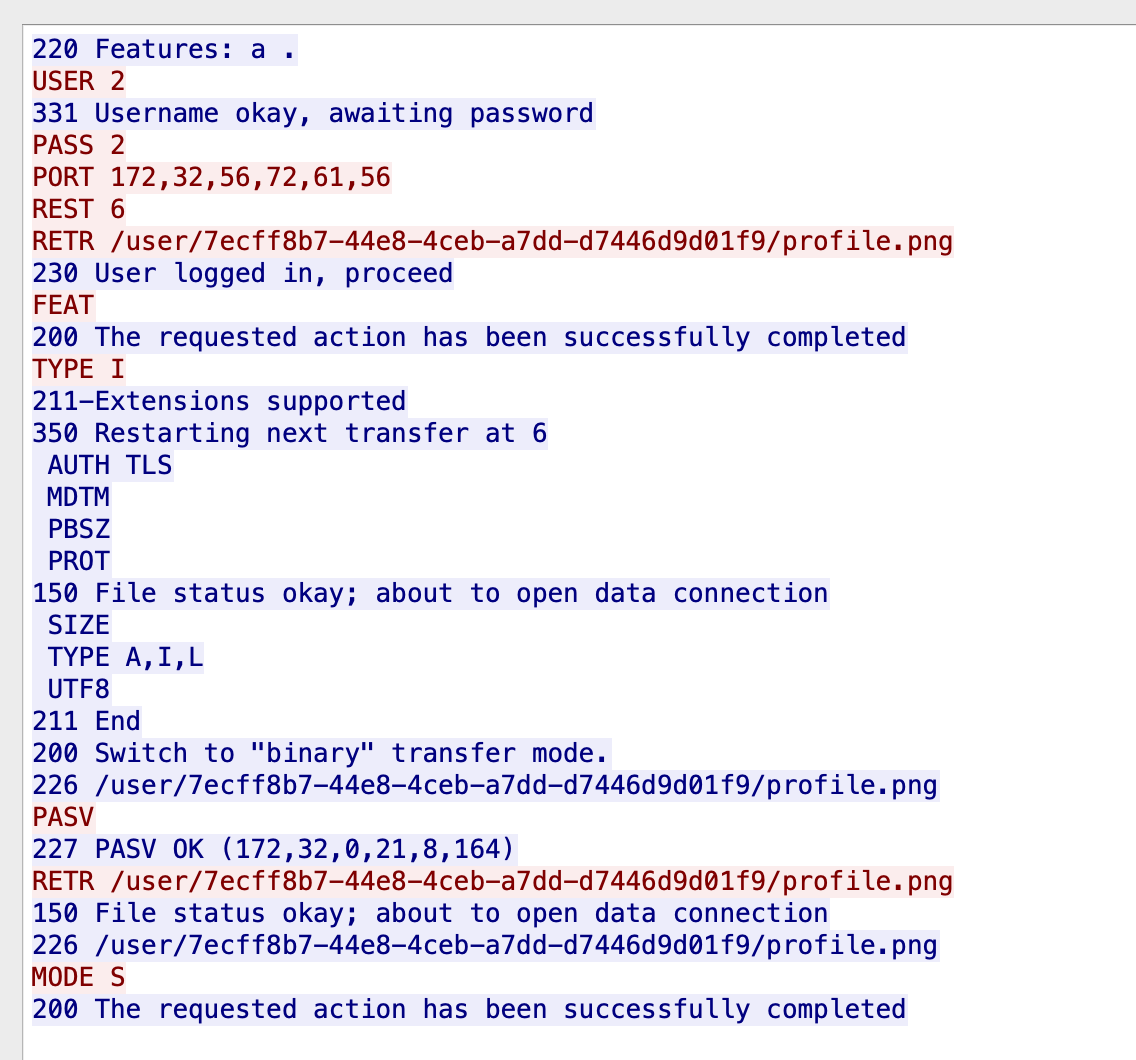 220 Features: a .
USER 2
331 Username okay, awaiting password
PASS 2
PORT 172,32,56,72,61,56
REST 6
RETR /user/7ecff8b7-44e8-4ceb-a7dd-d7446d9d01f9/profile.png
230 User logged in, proceed
FEAT
200 The requested action has been successfully completed
TYPE I
211-Extensions supported
350 Restarting next transfer at 6
 AUTH TLS
 MDTM
 PBSZ
 PROT
150 File status okay; about to open data connection
 SIZE
 TYPE A,I,L
 UTF8
211 End
200 Switch to "binary" transfer mode.
226 /user/7ecff8b7-44e8-4ceb-a7dd-d7446d9d01f9/profile.png
PASV
227 PASV OK (172,32,0,21,8,164)
RETR /user/7ecff8b7-44e8-4ceb-a7dd-d7446d9d01f9/profile.png
150 File status okay; about to open data connection
226 /user/7ecff8b7-44e8-4ceb-a7dd-d7446d9d01f9/profile.png
MODE S
200 The requested action has been successfully completed